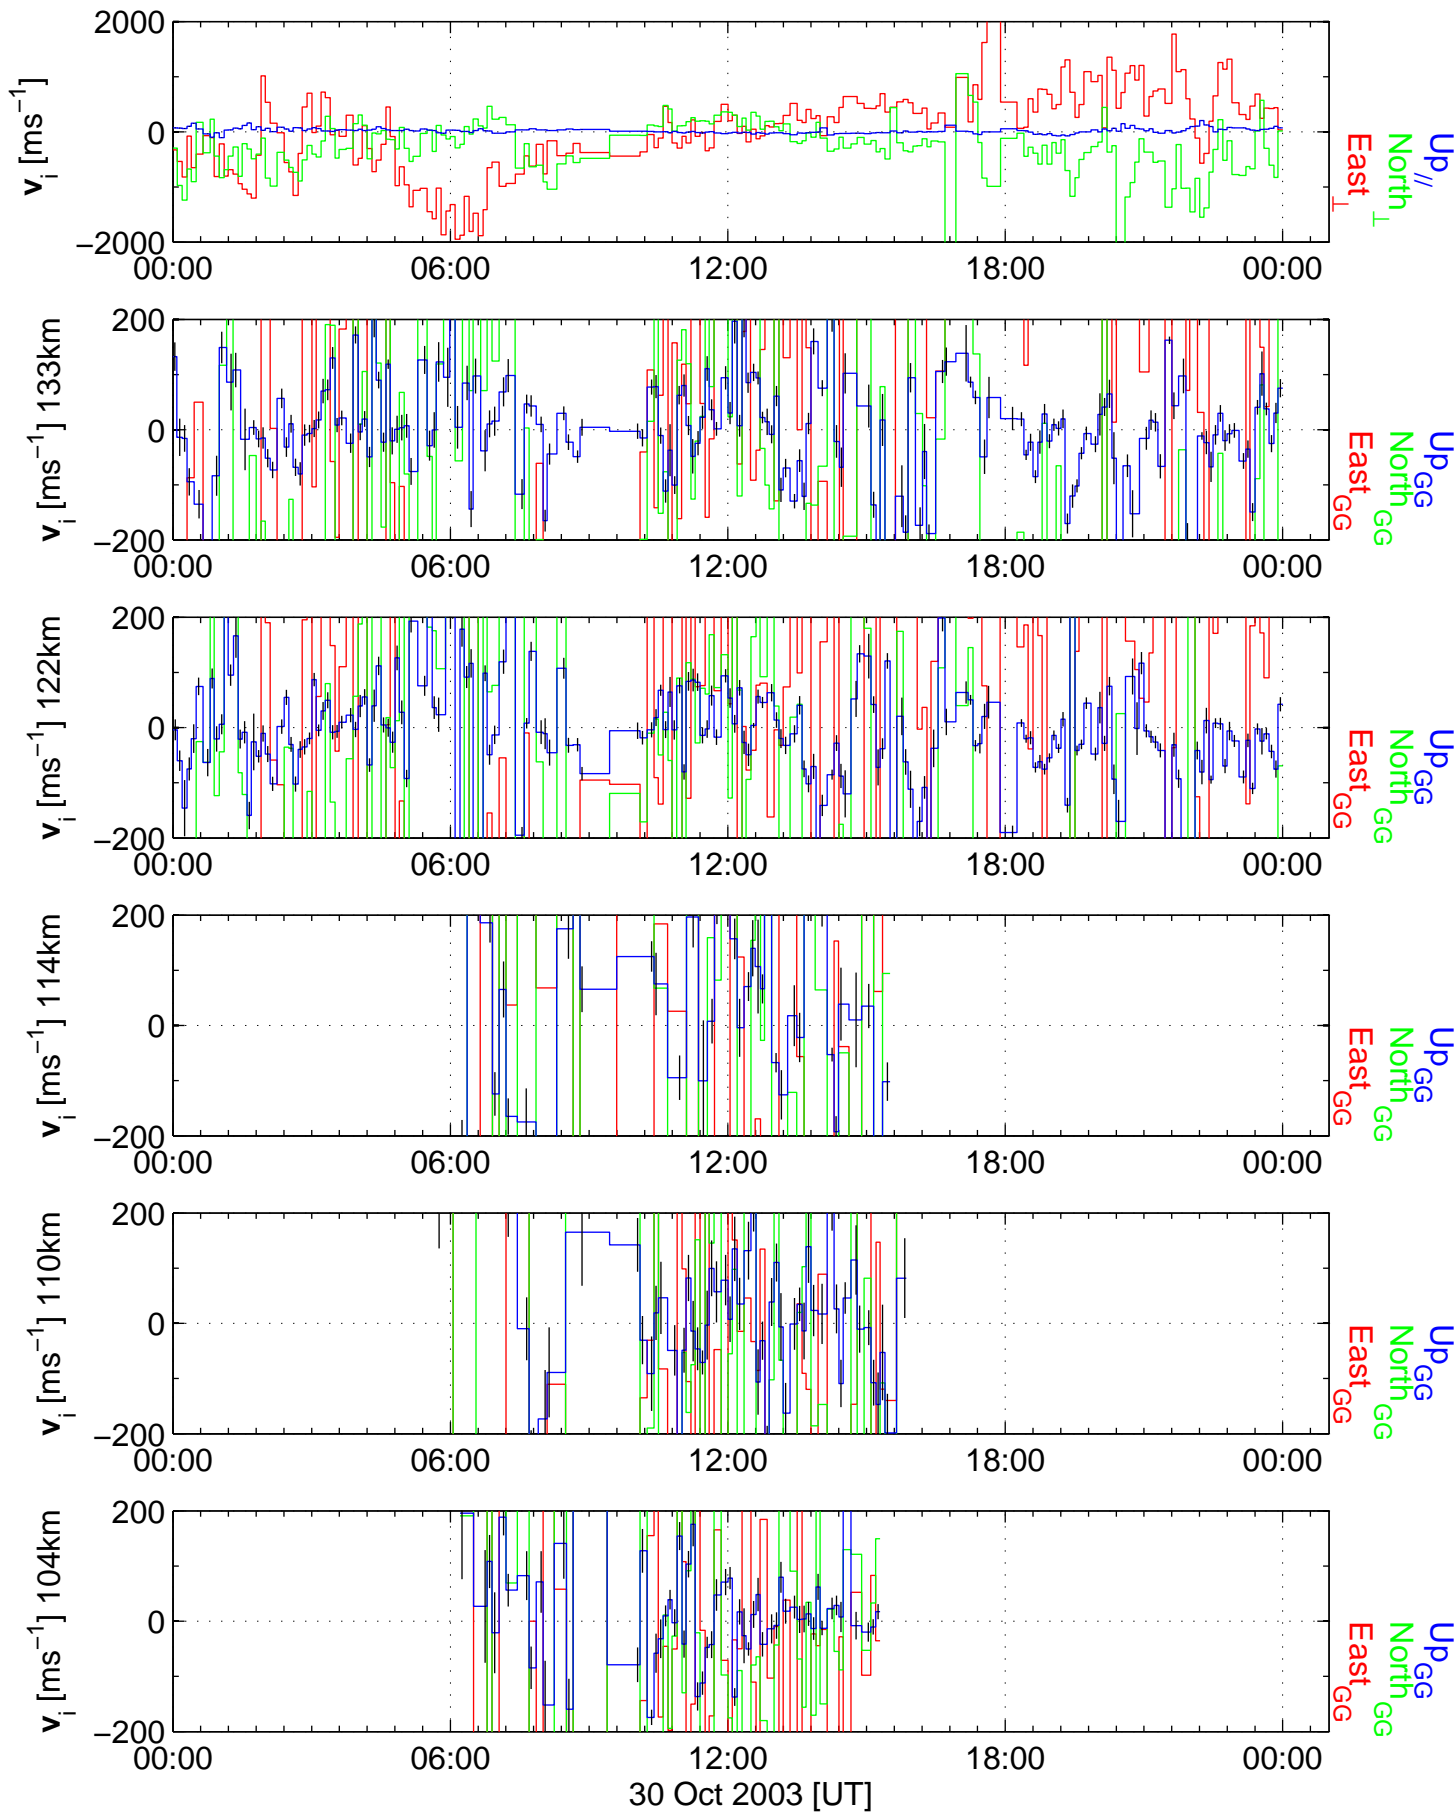 2000
0
−2000
v_i [ms⁻¹]
00:00 06:00 12:00 18:00 00:00
East_⊥
North_⊥
Up_//
200
0
−200
v_i [ms⁻¹] 133km
00:00 06:00 12:00 18:00 00:00
East_GG
North_GG
Up_GG
200
0
−200
v_i [ms⁻¹] 122km
00:00 06:00 12:00 18:00 00:00
East_GG
North_GG
Up_GG
200
0
−200
v_i [ms⁻¹] 114km
00:00 06:00 12:00 18:00 00:00
East_GG
North_GG
Up_GG
200
0
−200
v_i [ms⁻¹] 110km
00:00 06:00 12:00 18:00 00:00
East_GG
North_GG
Up_GG
200
0
−200
v_i [ms⁻¹] 104km
00:00 06:00 12:00 18:00 00:00
East_GG
North_GG
Up_GG
30 Oct 2003 [UT]